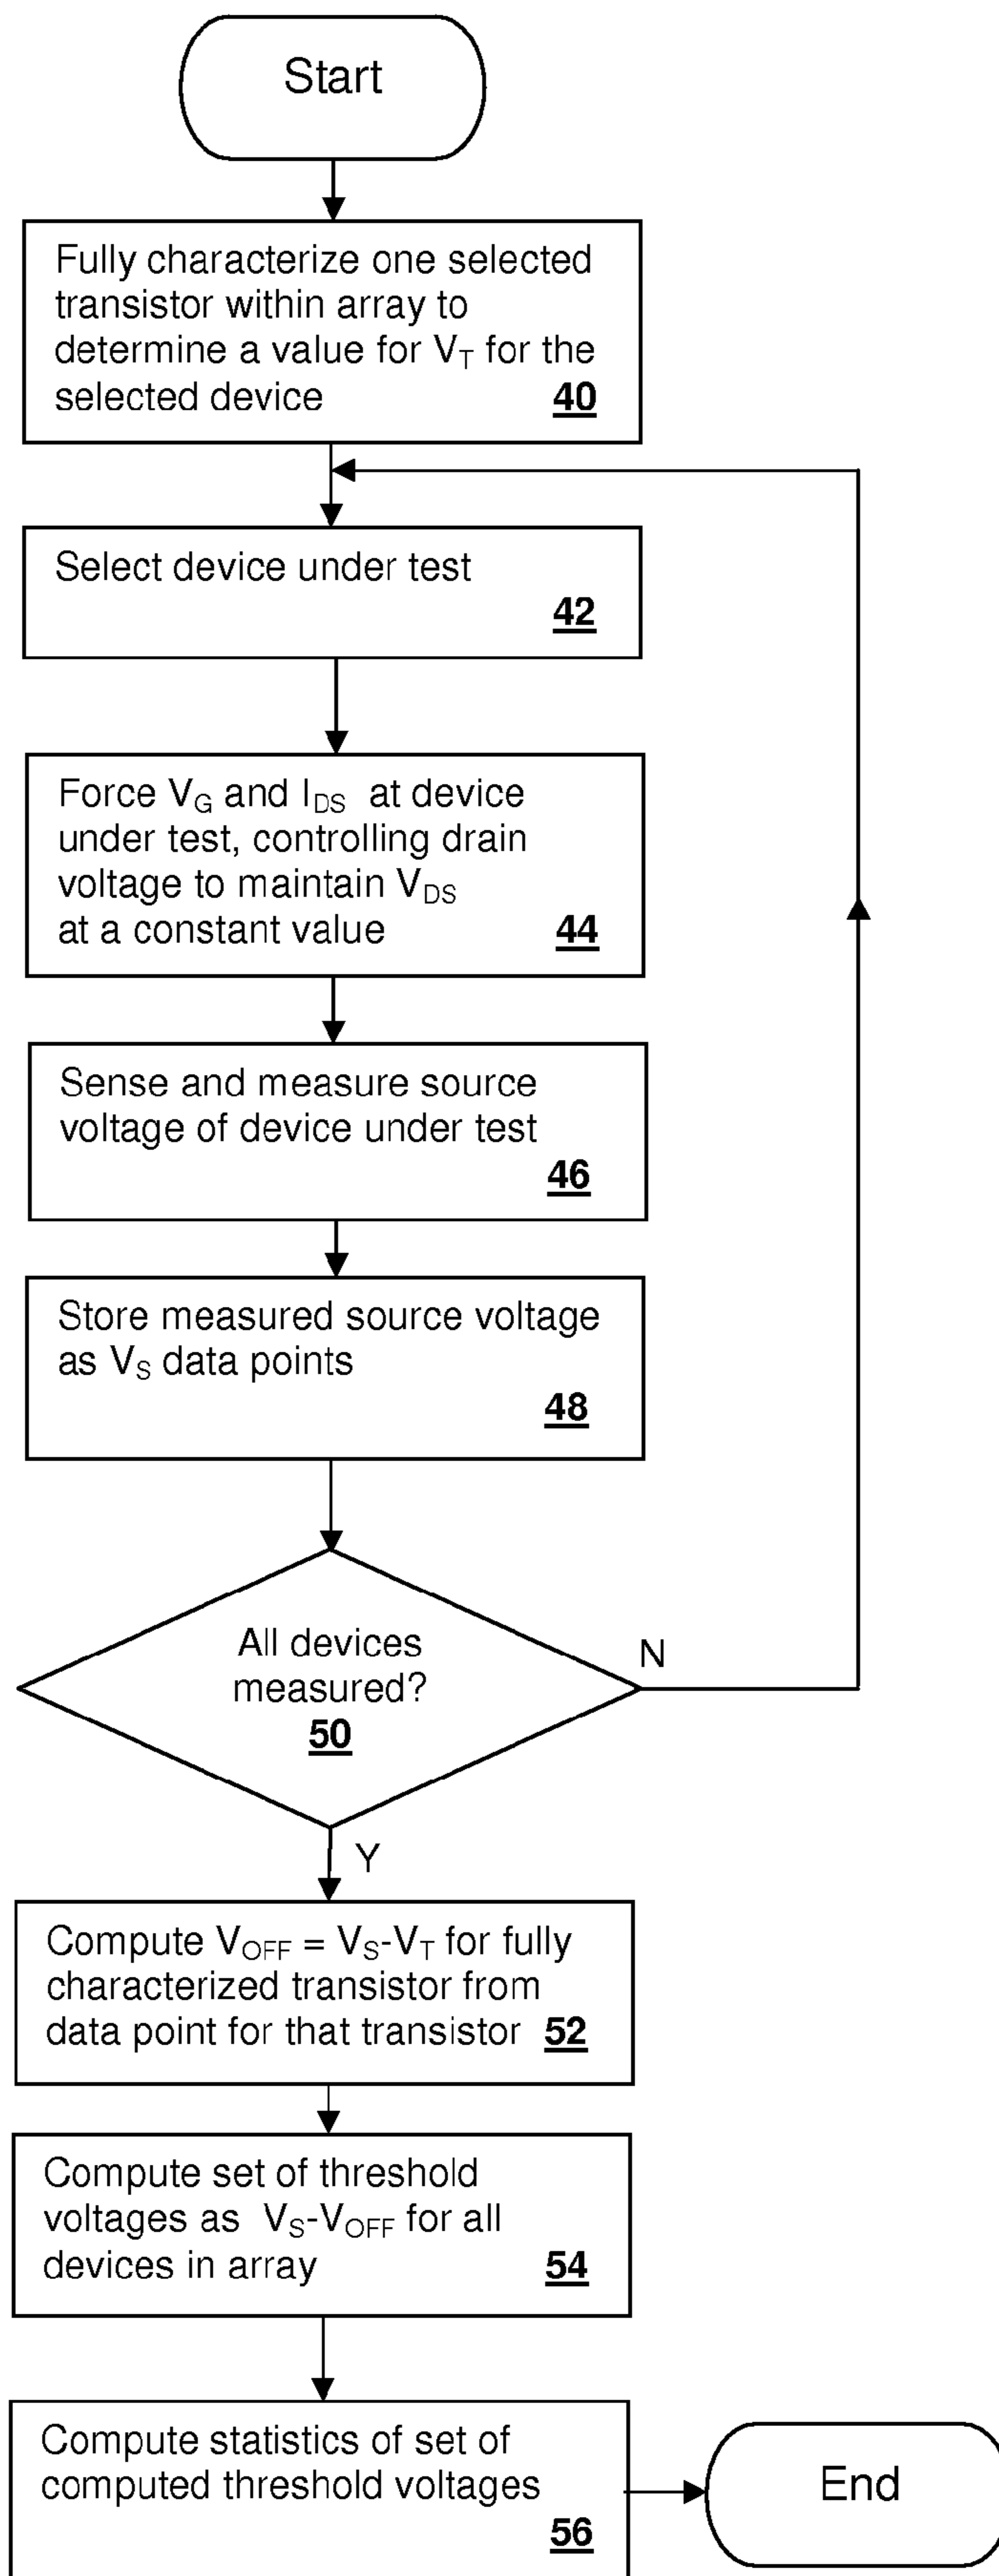 Start
Fully characterize one selected
transistor within array to
determine a value for VT for the
selected device 40
Select device under test
42
Force VG and IDS at device
under test, controlling drain
voltage to maintain VDS
at a constant value 44
Sense and measure source
voltage of device under test
46
Store measured source voltage
as VS data points
48
All devices
measured?
50
N
Y
Compute VOFF = VS-VT for fully
characterized transistor from
data point for that transistor 52
Compute set of threshold
voltages as VS-VOFF for all
devices in array 54
Compute statistics of set of
computed threshold voltages
56
End